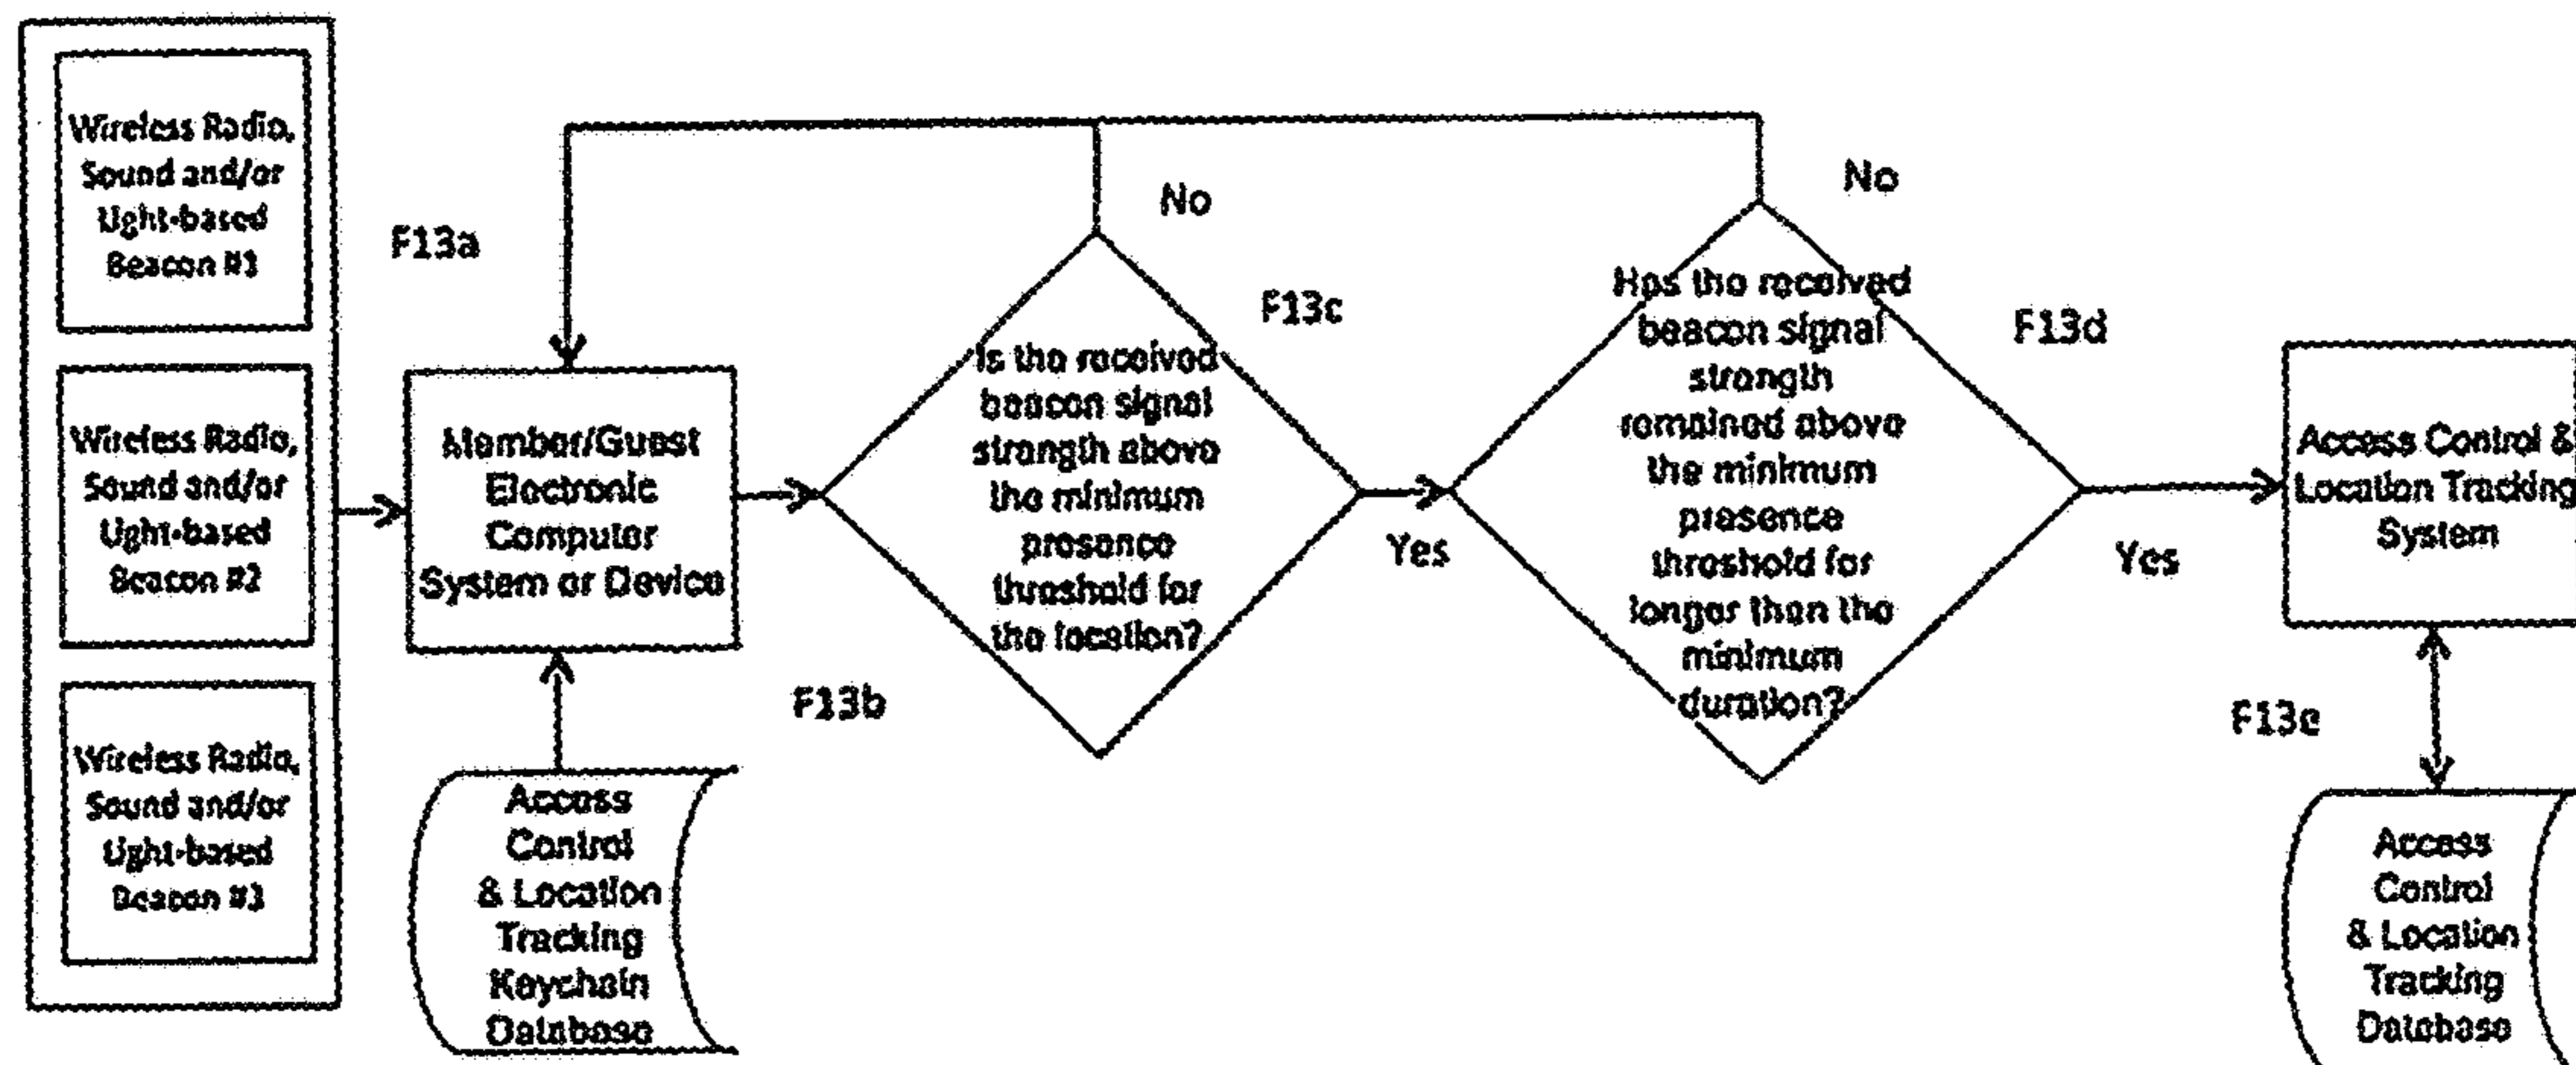 Wireless Radio,
Sound and/or
Light-based
Beacon #1
Wireless Radio,
Sound and/or
Light-based
Beacon #2
Wireless Radio,
Sound and/or
Light-based
Beacon #3
F13a
Member/Guest
Electronic
Computer
System or Device
Access
Control
& Location
Tracking
Keychain
Database
F13b
No
Is the received
beacon signal
strength above
the minimum
presence
threshold for
the location?
F13c
Yes
No
Has the received
beacon signal
strength
remained above
the minimum
presence
threshold for
longer than the
minimum
duration?
F13d
Yes
Access Control &
Location Tracking
System
F13e
Access
Control
& Location
Tracking
Database